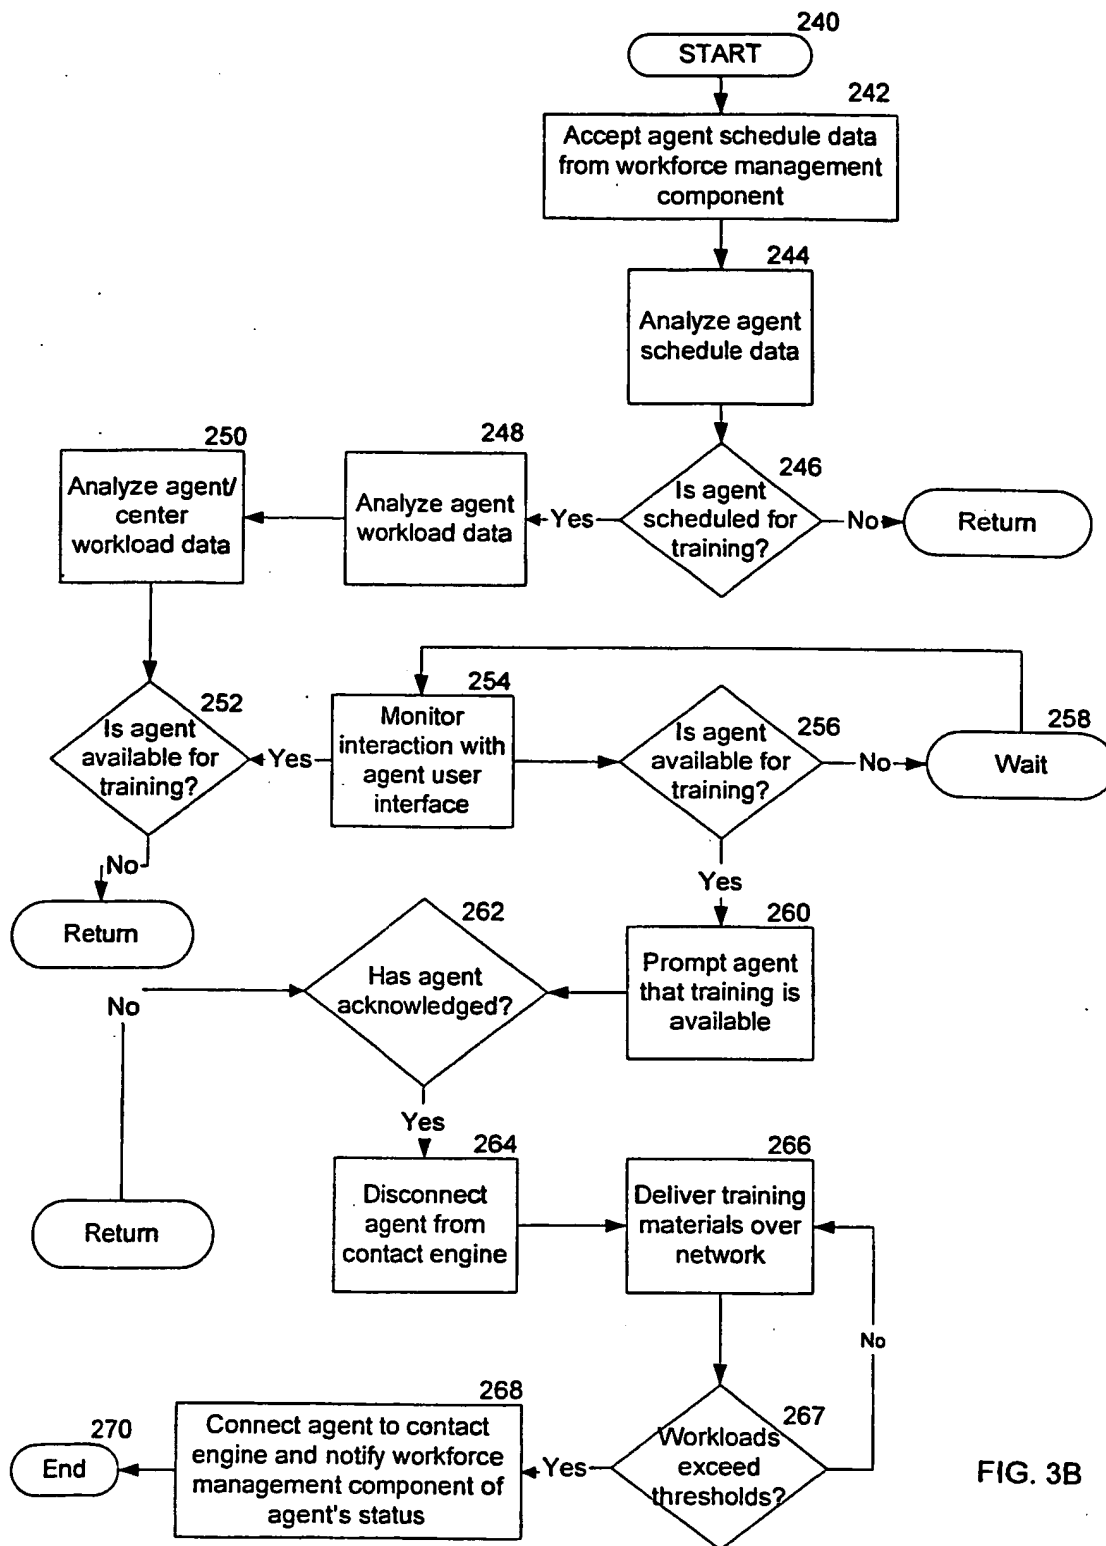 240
START
242
Accept agent schedule data
from workforce management
component
244
Analyze agent
schedule data
250
Analyze agent/
center
workload data
248
Analyze agent
workload data
Yes
246
Is agent
scheduled for
training?
No
Return
252
Is agent
available for
training?
Yes
254
Monitor
interaction with
agent user
interface
256
Is agent
available for
training?
No
258
Wait
No
Return
Yes
262
Has agent
acknowledged?
260
Prompt agent
that training is
available
No
Return
Yes
264
Disconnect
agent from
contact engine
266
Deliver training
materials over
network
No
270
End
268
Connect agent to contact
engine and notify workforce
management component of
agent's status
Yes
267
Workloads
exceed
thresholds?
FIG. 3B